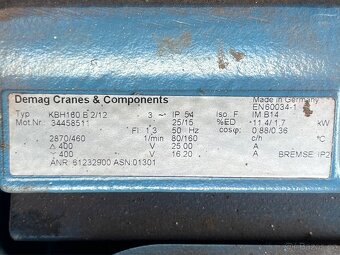 Demag Cranes & Components Made in Germany
EN60034-1
Typ KBH160 B 2/12 3 ~ IP 54 Iso F IM B14
Mot.Nr. 34458511 25/15 %ED 11.4/1.7 kW
FI 1.3 50 Hz cosφ: 0.88/0.36
2870/460 1/min 80/160 c/h °C
△ 400 V 25.00 A
400 V 16.20 A BREMSE
ANR 61232900 ASN.01301